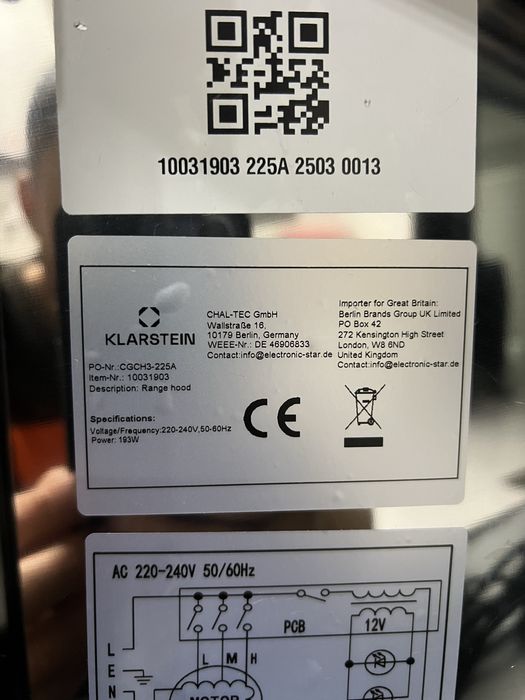 10031903 225A 2503 0013
KLARSTEIN
CHAL-TEC GmbH
Wallstraße 16,
10179 Berlin, Germany
WEEE-Nr.: DE 46906833
Contact:info@electronic-star.de
Importer for Great Britain:
Berlin Brands Group UK Limited
PO Box 42
272 Kensington High Street
London, W8 6ND
United Kingdom
Contact:info@electronic-star.de
PO-Nr.:CGCH3-225A
Item-Nr.: 10031903
Description: Range hood
Specifications:
Voltage/Frequency:220-240V,50-60Hz
Power: 193W
CE
AC 220-240V 50/60Hz
PCB
12V
L
L M H
E
N
MOTOR